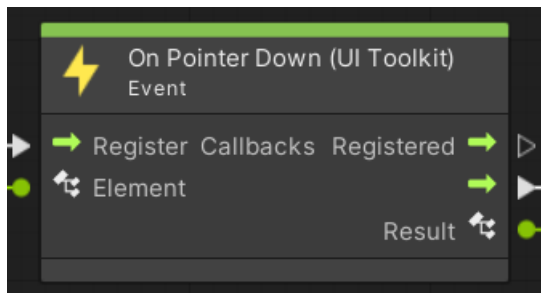 On Pointer Down (UI Toolkit)
Event
Register Callbacks Registered
Element
Result